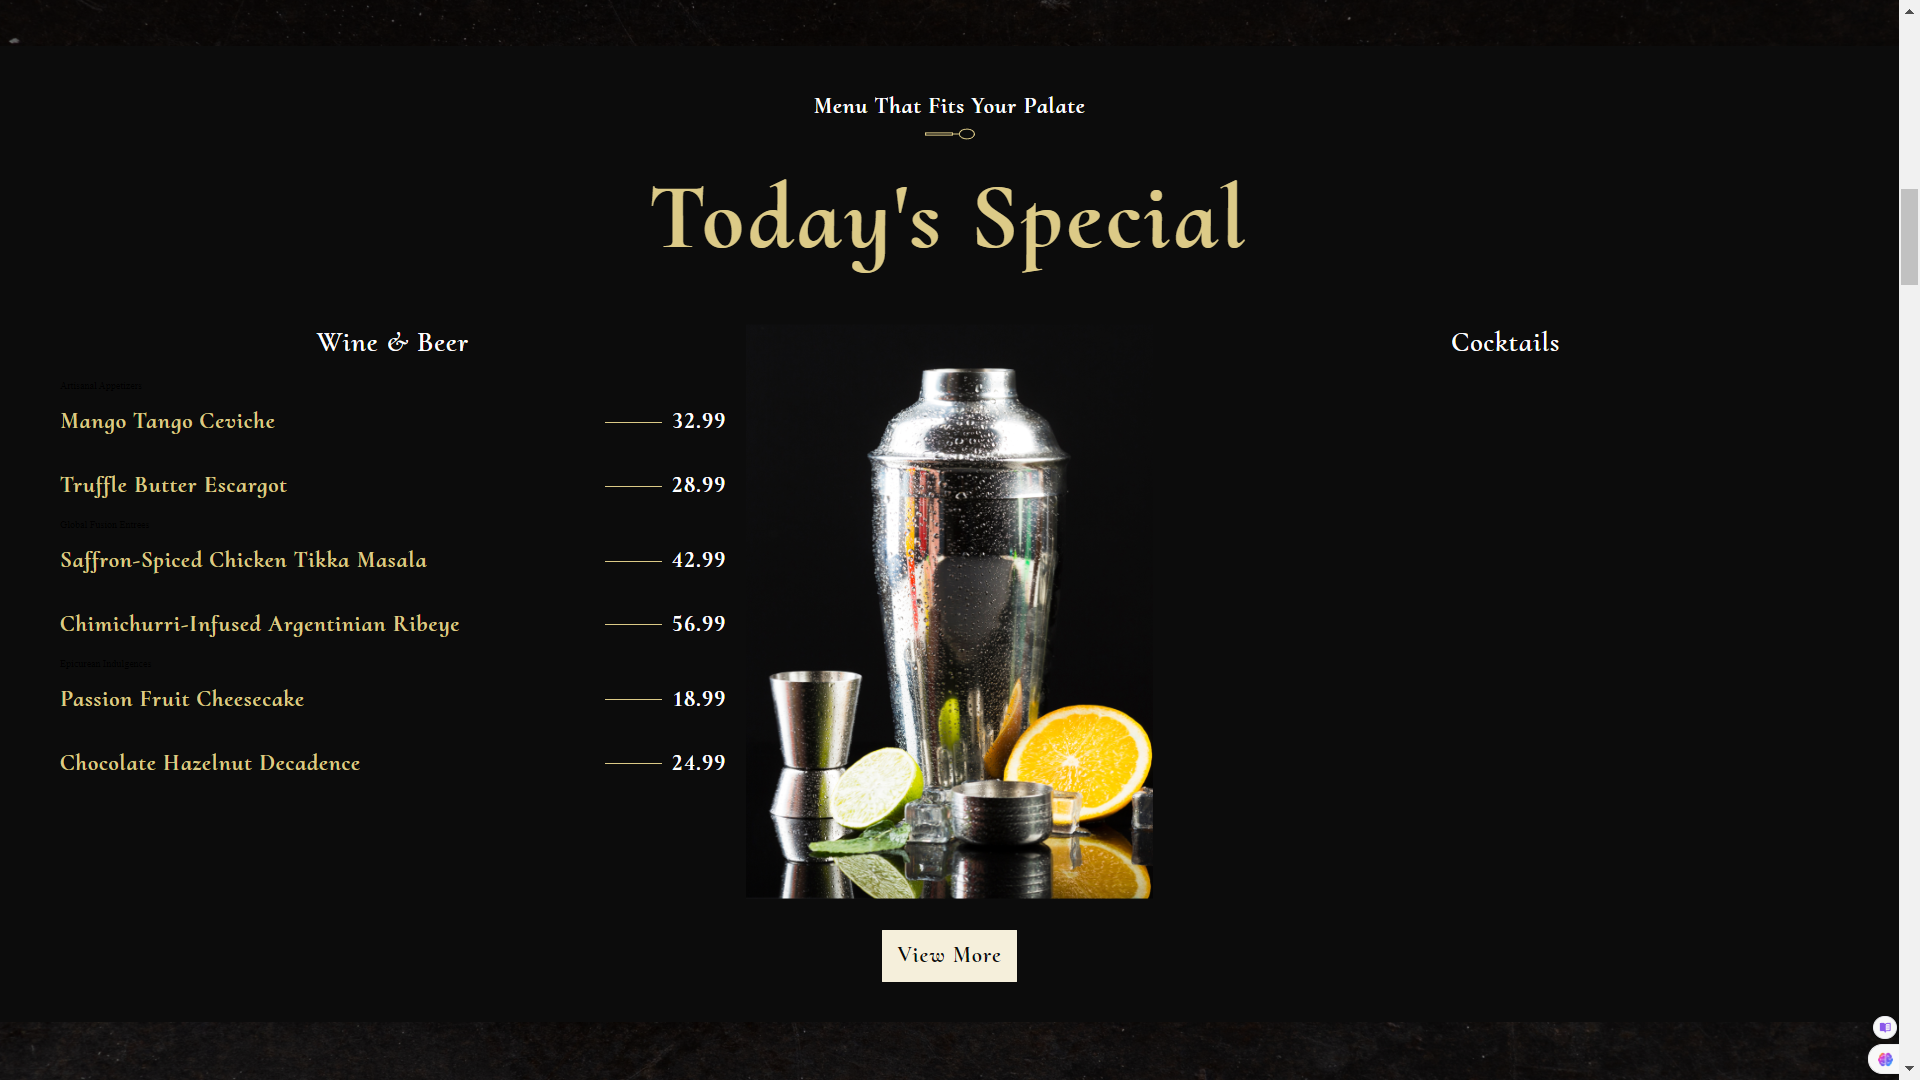 Menu That Fits Your Palate
Today's Special
Wine & Beer
Artisanal Appetizers
Mango Tango Ceviche 32.99
Truffle Butter Escargot 28.99
Global Fusion Entrees
Saffron-Spiced Chicken Tikka Masala 42.99
Chimichurri-Infused Argentinian Ribeye 56.99
Epicurean Indulgences
Passion Fruit Cheesecake 18.99
Chocolate Hazelnut Decadence 24.99
Cocktails
View More